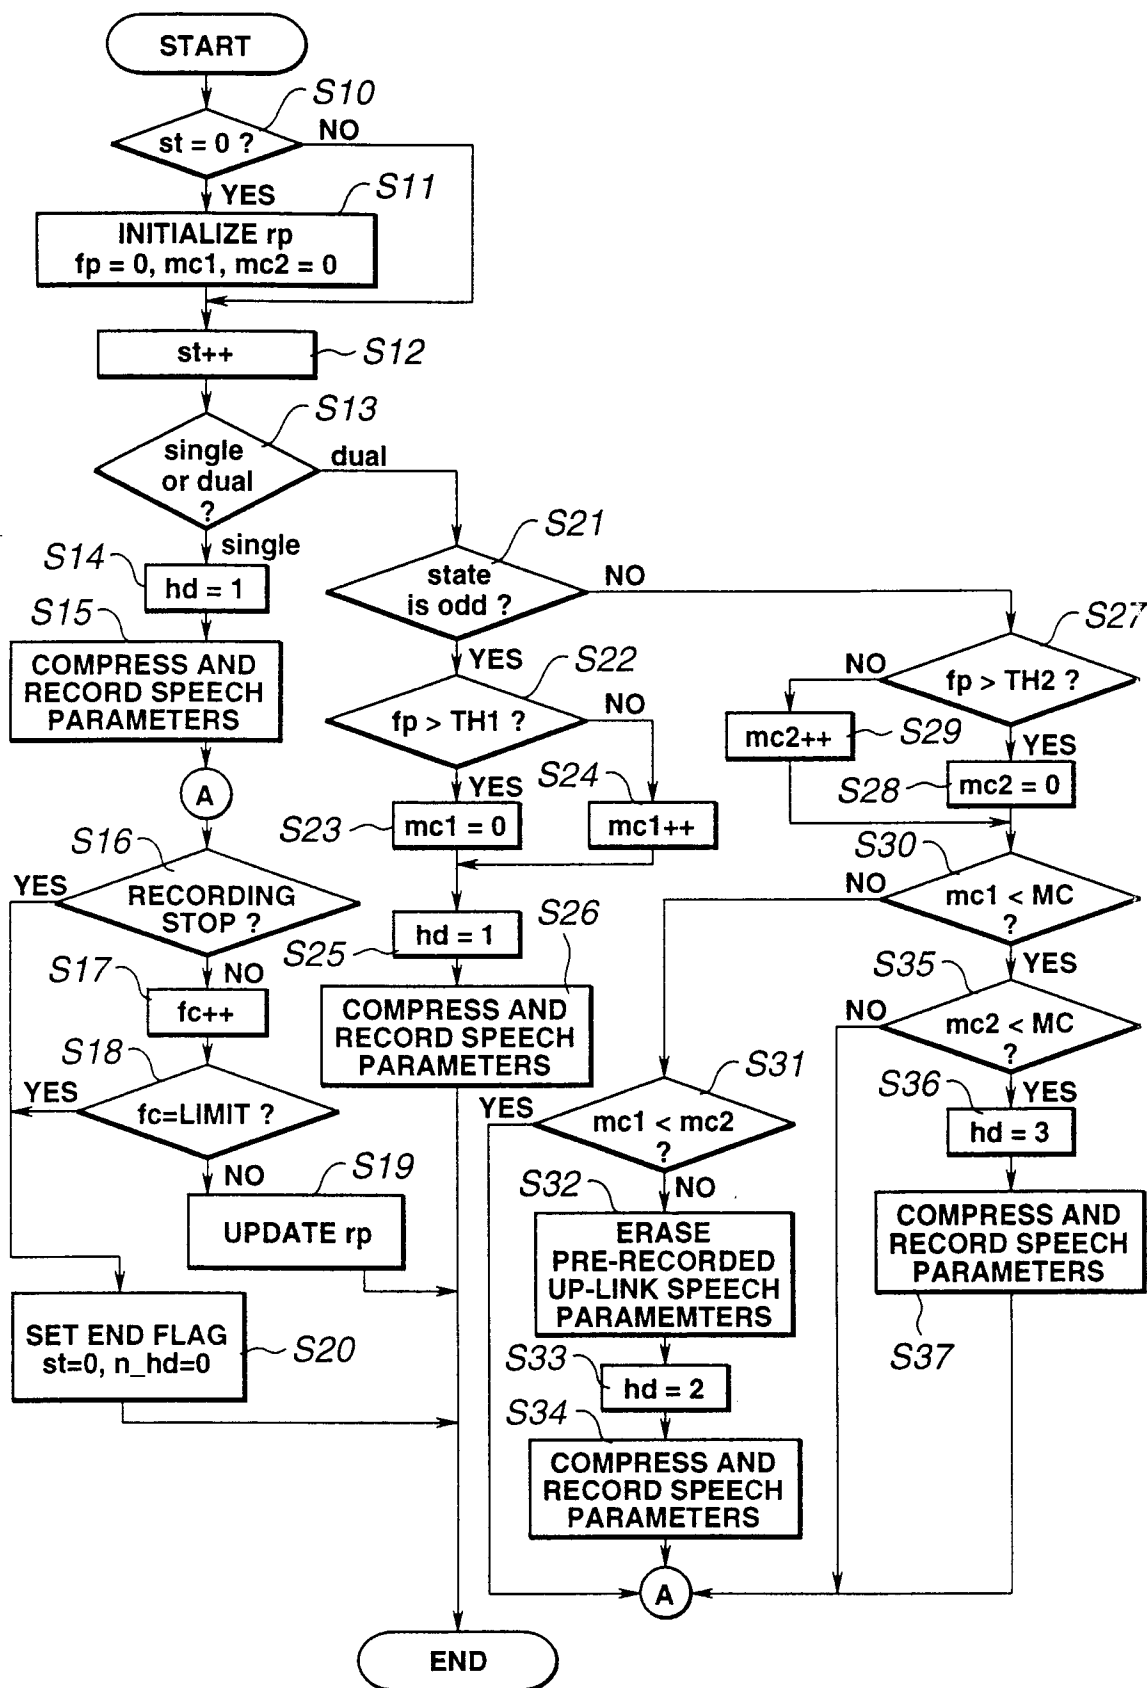 START
S10
st = 0 ?
NO
YES
S11
INITIALIZE rp
fp = 0, mc1, mc2 = 0
st++
S12
S13
single
or dual
?
dual
single
S14
hd = 1
S15
COMPRESS AND
RECORD SPEECH
PARAMETERS
A
S16
YES
RECORDING
STOP ?
NO
S17
fc++
S18
YES
fc=LIMIT ?
NO
S19
UPDATE rp
SET END FLAG
st=0, n_hd=0
S20
S21
state
is odd ?
NO
YES
S22
fp > TH1 ?
NO
YES
S24
S23
mc1 = 0
mc1++
S25
hd = 1
S26
COMPRESS AND
RECORD SPEECH
PARAMETERS
S27
NO
fp > TH2 ?
mc2++
S29
YES
S28
mc2 = 0
S30
NO
mc1 < MC
?
YES
S35
NO
mc2 < MC
?
S36
YES
hd = 3
COMPRESS AND
RECORD SPEECH
PARAMETERS
S37
S31
YES
mc1 < mc2
?
NO
S32
ERASE
PRE-RECORDED
UP-LINK SPEECH
PARAMEMTERS
S33
hd = 2
S34
COMPRESS AND
RECORD SPEECH
PARAMETERS
A
END